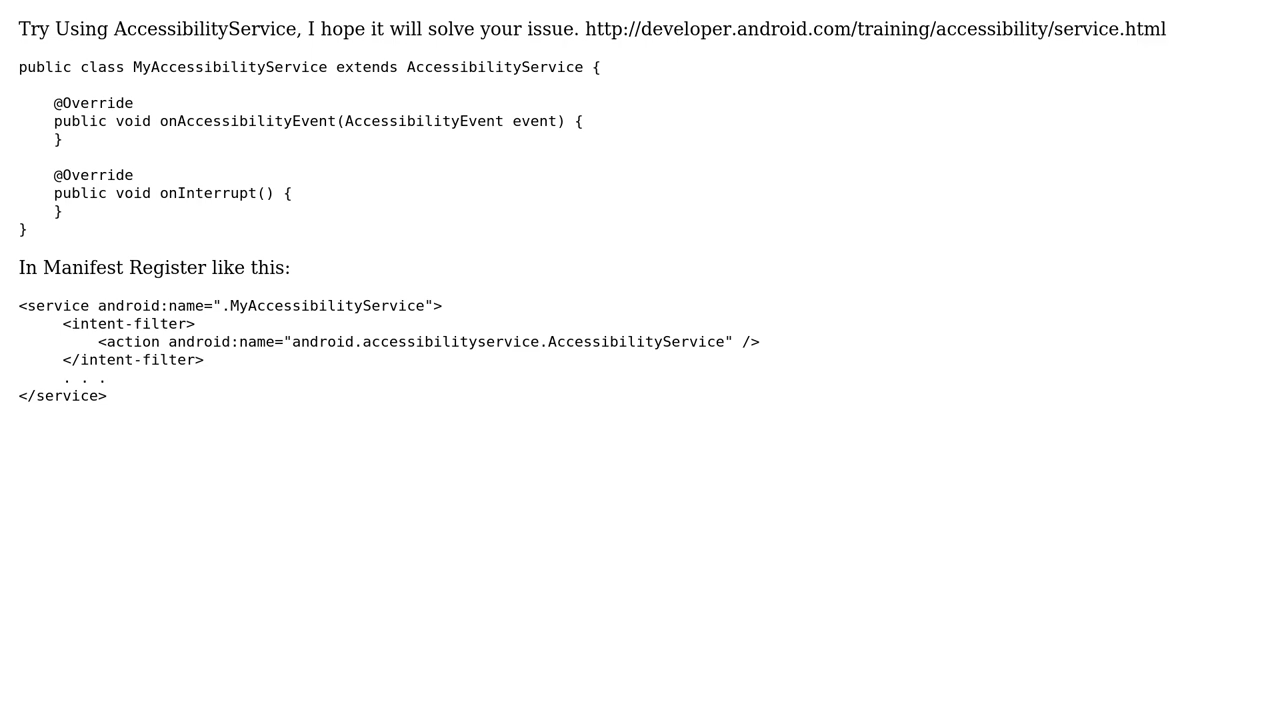 Try Using AccessibilityService, I hope it will solve your issue. http://developer.android.com/training/accessibility/service.html
public class MyAccessibilityService extends AccessibilityService {
    @Override
    public void onAccessibilityEvent(AccessibilityEvent event) {
    }
    @Override
    public void onInterrupt() {
    }
}
In Manifest Register like this:
<service android:name=".MyAccessibilityService">
     <intent-filter>
         <action android:name="android.accessibilityservice.AccessibilityService" />
     </intent-filter>
     . . .
</service>